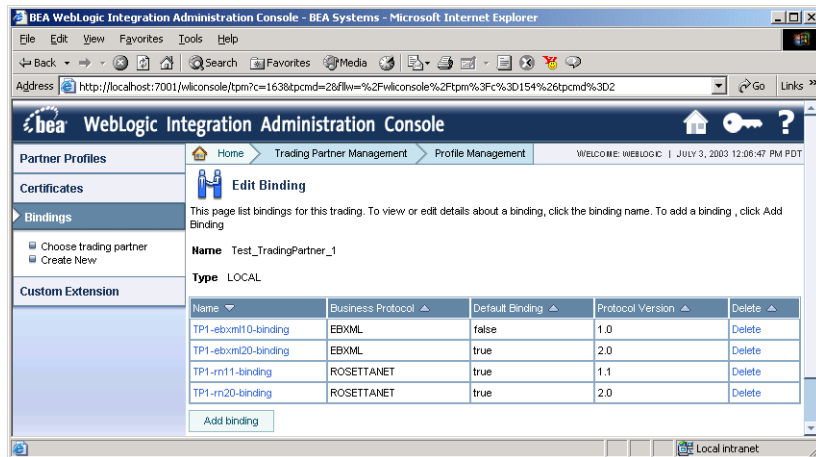 BEA WebLogic Integration Administration Console - BEA Systems - Microsoft Internet Explorer
File Edit View Favorites Tools Help
Back Search Favorites Media
Address http://localhost:7001/wliconsole/tpm?c=163&tpcmd=2&fllw=%2Fwliconsole%2Ftpm%3Fc%3D154%26tpcmd%3D2 Go Links »
bea WebLogic Integration Administration Console ?
Partner Profiles
Certificates
Bindings
Choose trading partner
Create New
Custom Extension
Home Trading Partner Management Profile Management WELCOME: WEBLOGIC | JULY 3, 2003 12:06:47 PM PDT
Edit Binding
This page list bindings for this trading. To view or edit details about a binding, click the binding name. To add a binding , click Add
Binding
Name Test_TradingPartner_1
Type LOCAL
Name Business Protocol Default Binding Protocol Version Delete
TP1-ebxml10-binding EBXML false 1.0 Delete
TP1-ebxml20-binding EBXML true 2.0 Delete
TP1-rn11-binding ROSETTANET true 1.1 Delete
TP1-rn20-binding ROSETTANET true 2.0 Delete
Add binding
Local intranet